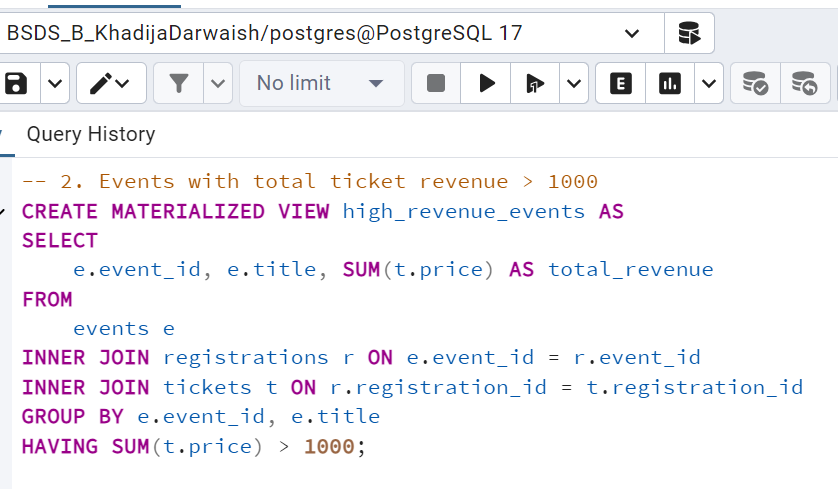 BSDS_B_KhadijaDarwaish/postgres@PostgreSQL 17
No limit
E
Query History
-- 2. Events with total ticket revenue > 1000
CREATE MATERIALIZED VIEW high_revenue_events AS
SELECT
    e.event_id, e.title, SUM(t.price) AS total_revenue
FROM
    events e
INNER JOIN registrations r ON e.event_id = r.event_id
INNER JOIN tickets t ON r.registration_id = t.registration_id
GROUP BY e.event_id, e.title
HAVING SUM(t.price) > 1000;